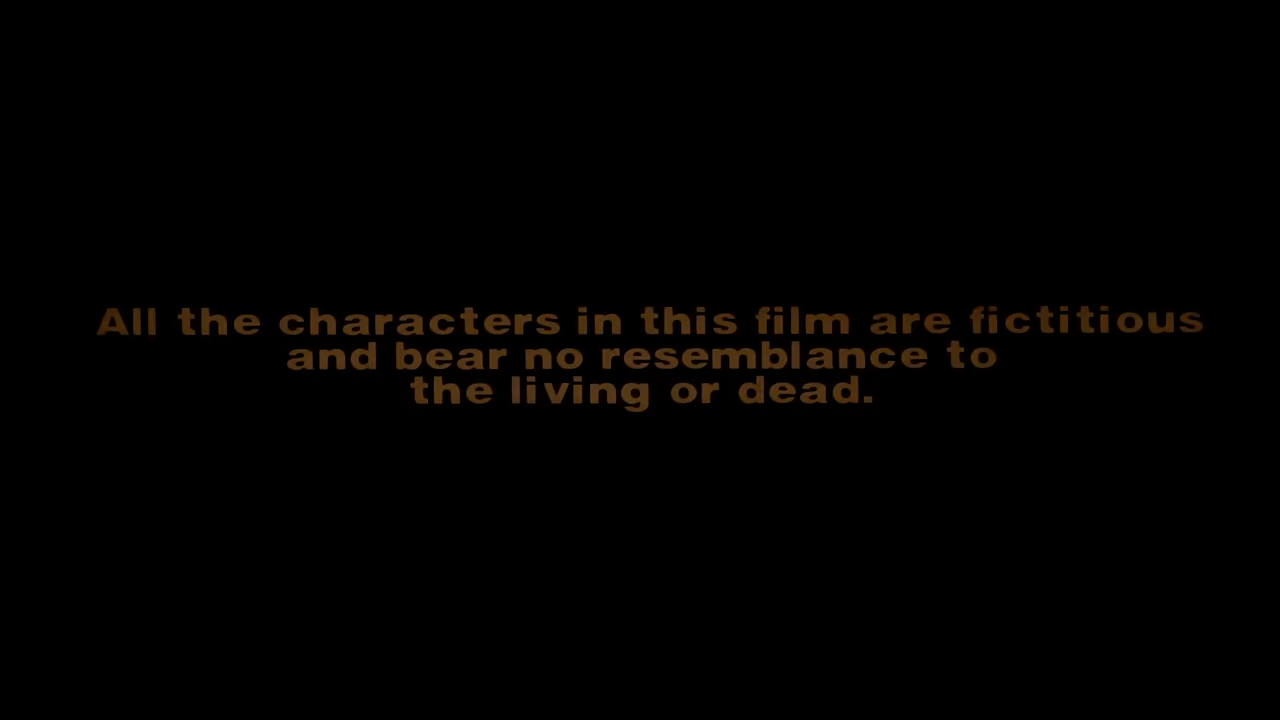 All the characters in this film are fictitious
and bear no resemblance to
the living or dead.